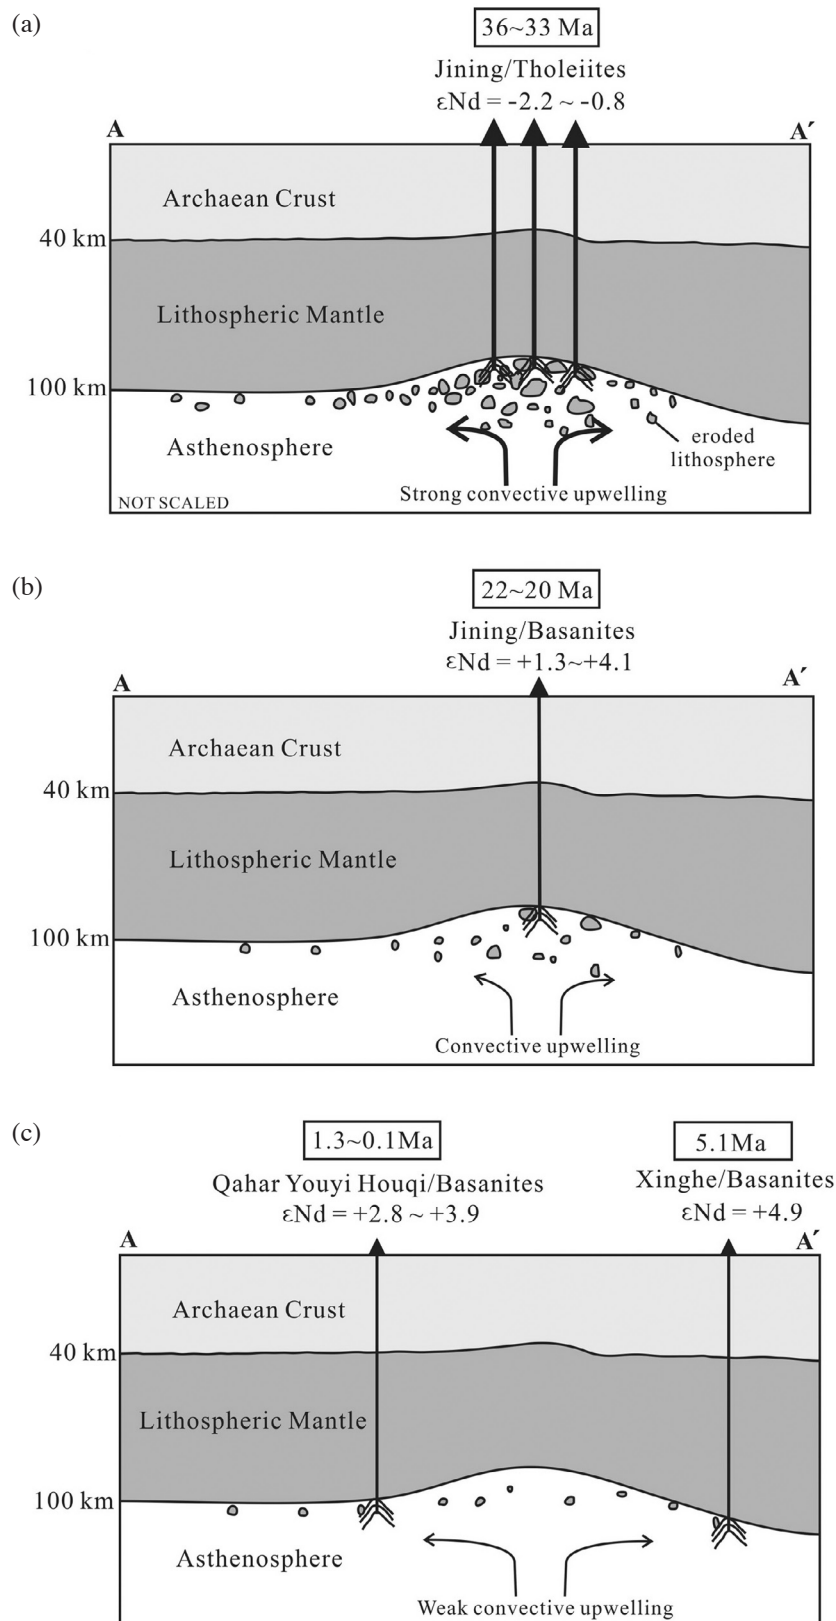 (a)
36~33 Ma
Jining/Tholeiites
εNd = -2.2 ~ -0.8
A
A´
Archaean Crust
40 km
Lithospheric Mantle
100 km
Asthenosphere
eroded
lithosphere
Strong convective upwelling
NOT SCALED
(b)
22~20 Ma
Jining/Basanites
εNd = +1.3~+4.1
A
A´
Archaean Crust
40 km
Lithospheric Mantle
100 km
Asthenosphere
Convective upwelling
(c)
1.3~0.1Ma
5.1Ma
Qahar Youyi Houqi/Basanites
Xinghe/Basanites
εNd = +2.8 ~ +3.9
εNd = +4.9
A
A´
Archaean Crust
40 km
Lithospheric Mantle
100 km
Asthenosphere
Weak convective upwelling